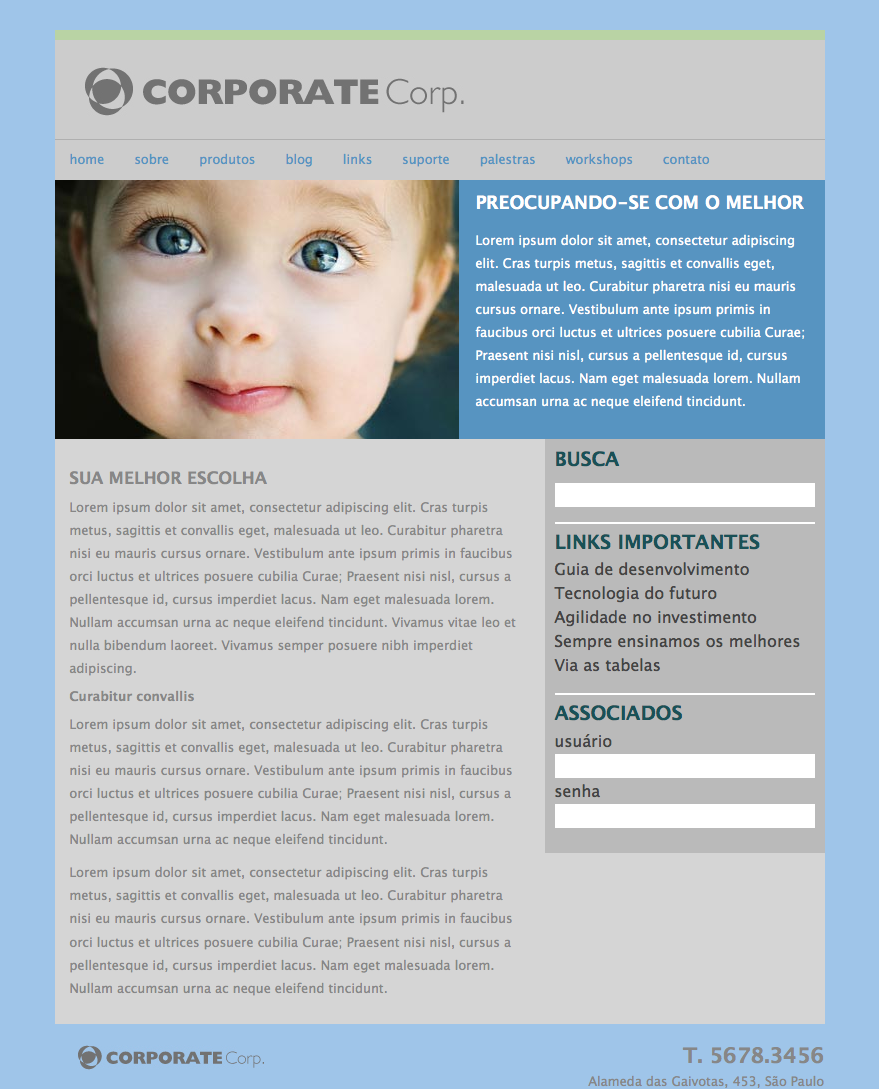 CORPORATE Corp.
home sobre produtos blog links suporte palestras workshops contato
PREOCUPANDO-SE COM O MELHOR
Lorem ipsum dolor sit amet, consectetur adipiscing
elit. Cras turpis metus, sagittis et convallis eget,
malesuada ut leo. Curabitur pharetra nisi eu mauris
cursus ornare. Vestibulum ante ipsum primis in
faucibus orci luctus et ultrices posuere cubilia Curae;
Praesent nisi nisl, cursus a pellentesque id, cursus
imperdiet lacus. Nam eget malesuada lorem. Nullam
accumsan urna ac neque eleifend tincidunt.
SUA MELHOR ESCOLHA
Lorem ipsum dolor sit amet, consectetur adipiscing elit. Cras turpis
metus, sagittis et convallis eget, malesuada ut leo. Curabitur pharetra
nisi eu mauris cursus ornare. Vestibulum ante ipsum primis in faucibus
orci luctus et ultrices posuere cubilia Curae; Praesent nisi nisl, cursus a
pellentesque id, cursus imperdiet lacus. Nam eget malesuada lorem.
Nullam accumsan urna ac neque eleifend tincidunt. Vivamus vitae leo et
nulla bibendum laoreet. Vivamus semper posuere nibh imperdiet
adipiscing.
Curabitur convallis
Lorem ipsum dolor sit amet, consectetur adipiscing elit. Cras turpis
metus, sagittis et convallis eget, malesuada ut leo. Curabitur pharetra
nisi eu mauris cursus ornare. Vestibulum ante ipsum primis in faucibus
orci luctus et ultrices posuere cubilia Curae; Praesent nisi nisl, cursus a
pellentesque id, cursus imperdiet lacus. Nam eget malesuada lorem.
Nullam accumsan urna ac neque eleifend tincidunt.
Lorem ipsum dolor sit amet, consectetur adipiscing elit. Cras turpis
metus, sagittis et convallis eget, malesuada ut leo. Curabitur pharetra
nisi eu mauris cursus ornare. Vestibulum ante ipsum primis in faucibus
orci luctus et ultrices posuere cubilia Curae; Praesent nisi nisl, cursus a
pellentesque id, cursus imperdiet lacus. Nam eget malesuada lorem.
Nullam accumsan urna ac neque eleifend tincidunt.
BUSCA
LINKS IMPORTANTES
Guia de desenvolvimento
Tecnologia do futuro
Agilidade no investimento
Sempre ensinamos os melhores
Via as tabelas
ASSOCIADOS
usuário
senha
CORPORATE Corp.
T. 5678.3456
Alameda das Gaivotas, 453, São Paulo